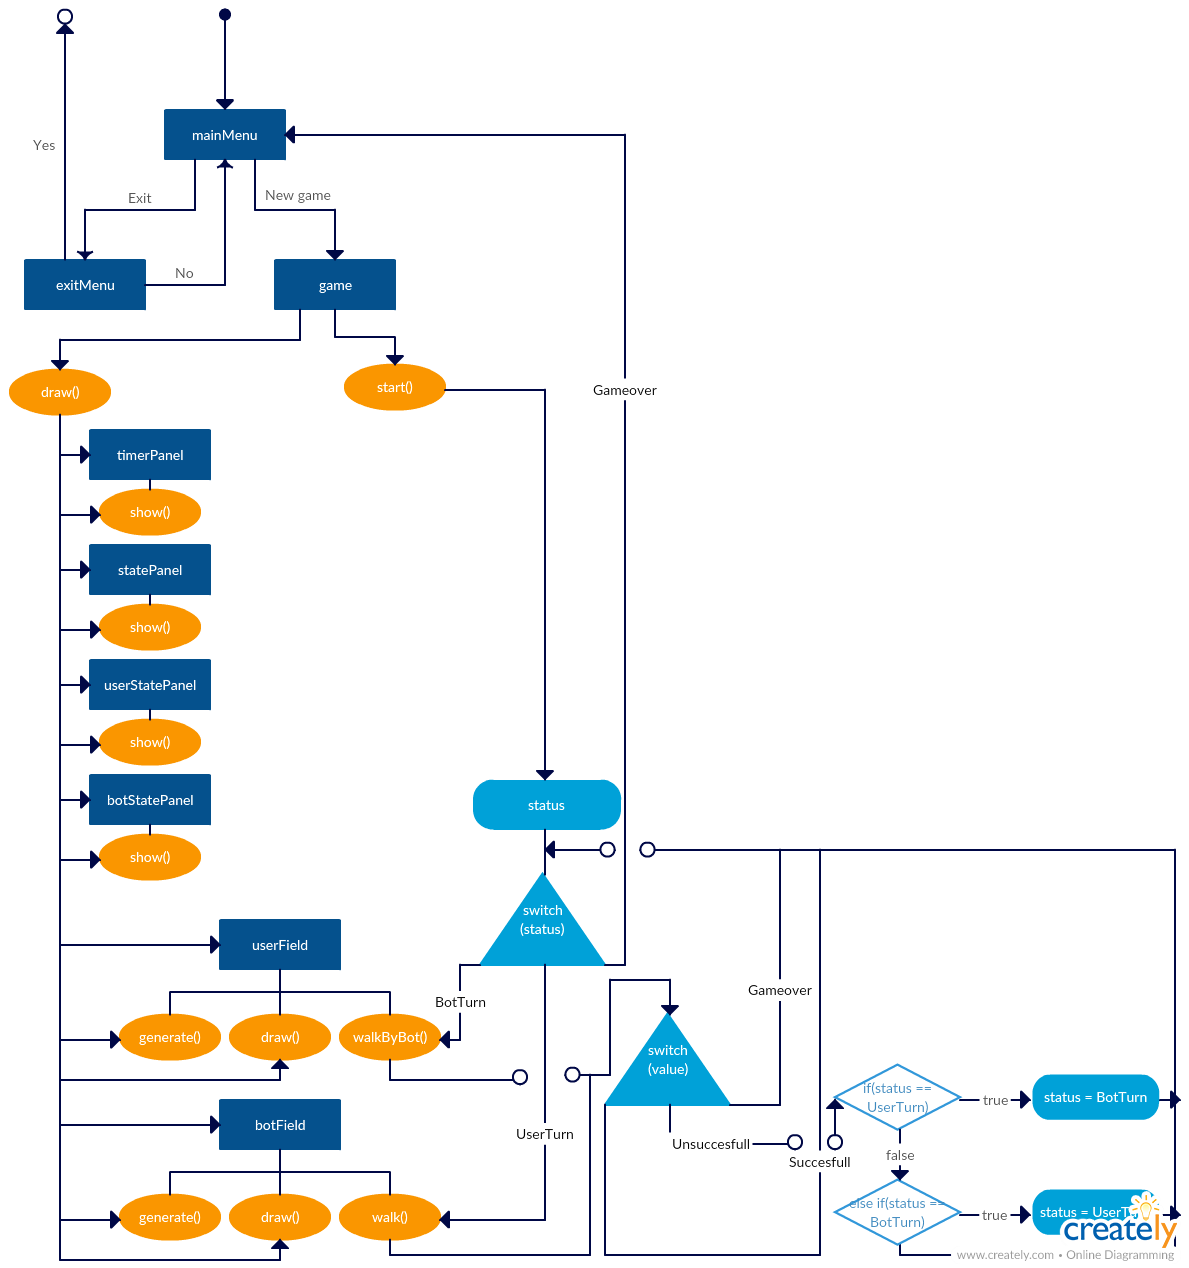 Yes
mainMenu
Exit
New game
No
exitMenu
game
draw()
start()
Gameover
timerPanel
show()
statePanel
show()
userStatePanel
show()
botStatePanel
show()
status
switch
(status)
userField
BotTurn
generate()
draw()
walkByBot()
Gameover
switch
(value)
if(status ==
UserTurn)
true
status = BotTurn
botField
UserTurn
Unsuccesfull
Succesfull
false
generate()
draw()
walk()
else if(status ==
BotTurn)
true
status =
creately
www.creately.com • Online Diagramming